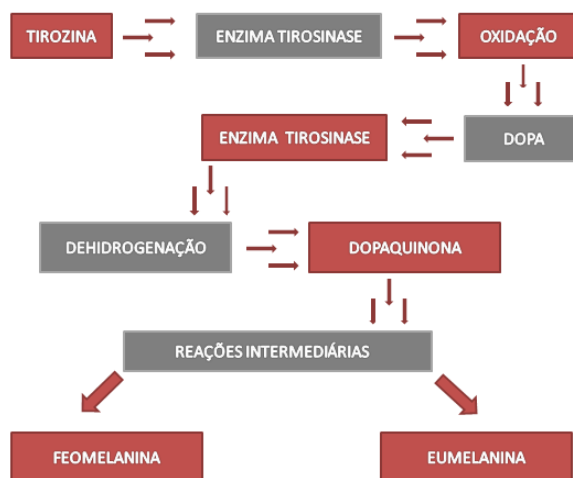 TIROZINA
ENZIMA TIROSINASE
OXIDAÇÃO
DOPA
ENZIMA TIROSINASE
DEHIDROGENAÇÃO
DOPAQUINONA
REAÇÕES INTERMEDIÁRIAS
FEOMELANINA
EUMELANINA